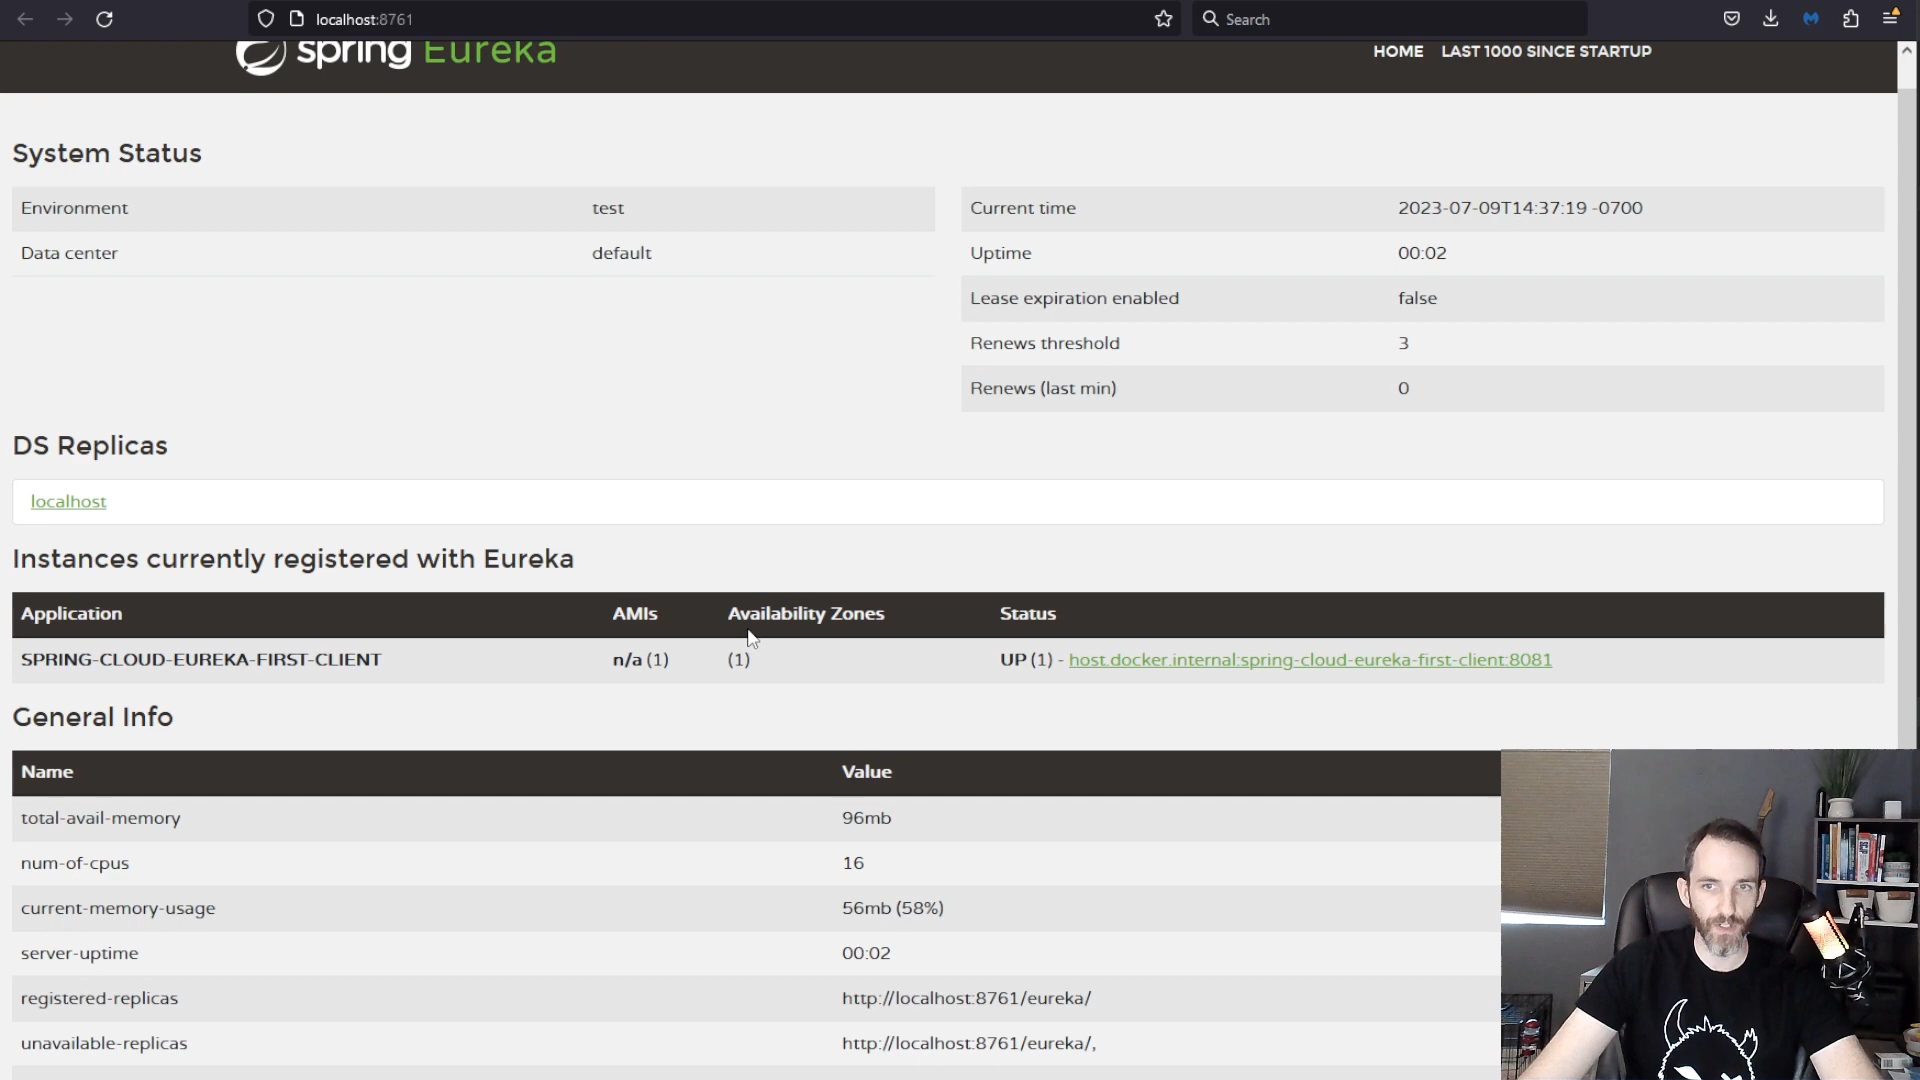 localhost:8761
Search
spring Eureka
HOME LAST 1000 SINCE STARTUP
System Status
Environment test
Data center default
Current time 2023-07-09T14:37:19 -0700
Uptime 00:02
Lease expiration enabled false
Renews threshold 3
Renews (last min) 0
DS Replicas
localhost
Instances currently registered with Eureka
Application AMIs Availability Zones Status
SPRING-CLOUD-EUREKA-FIRST-CLIENT n/a (1) (1) UP (1) - host.docker.internal:spring-cloud-eureka-first-client:8081
General Info
Name Value
total-avail-memory 96mb
num-of-cpus 16
current-memory-usage 56mb (58%)
server-uptime 00:02
registered-replicas http://localhost:8761/eureka/
unavailable-replicas http://localhost:8761/eureka/,